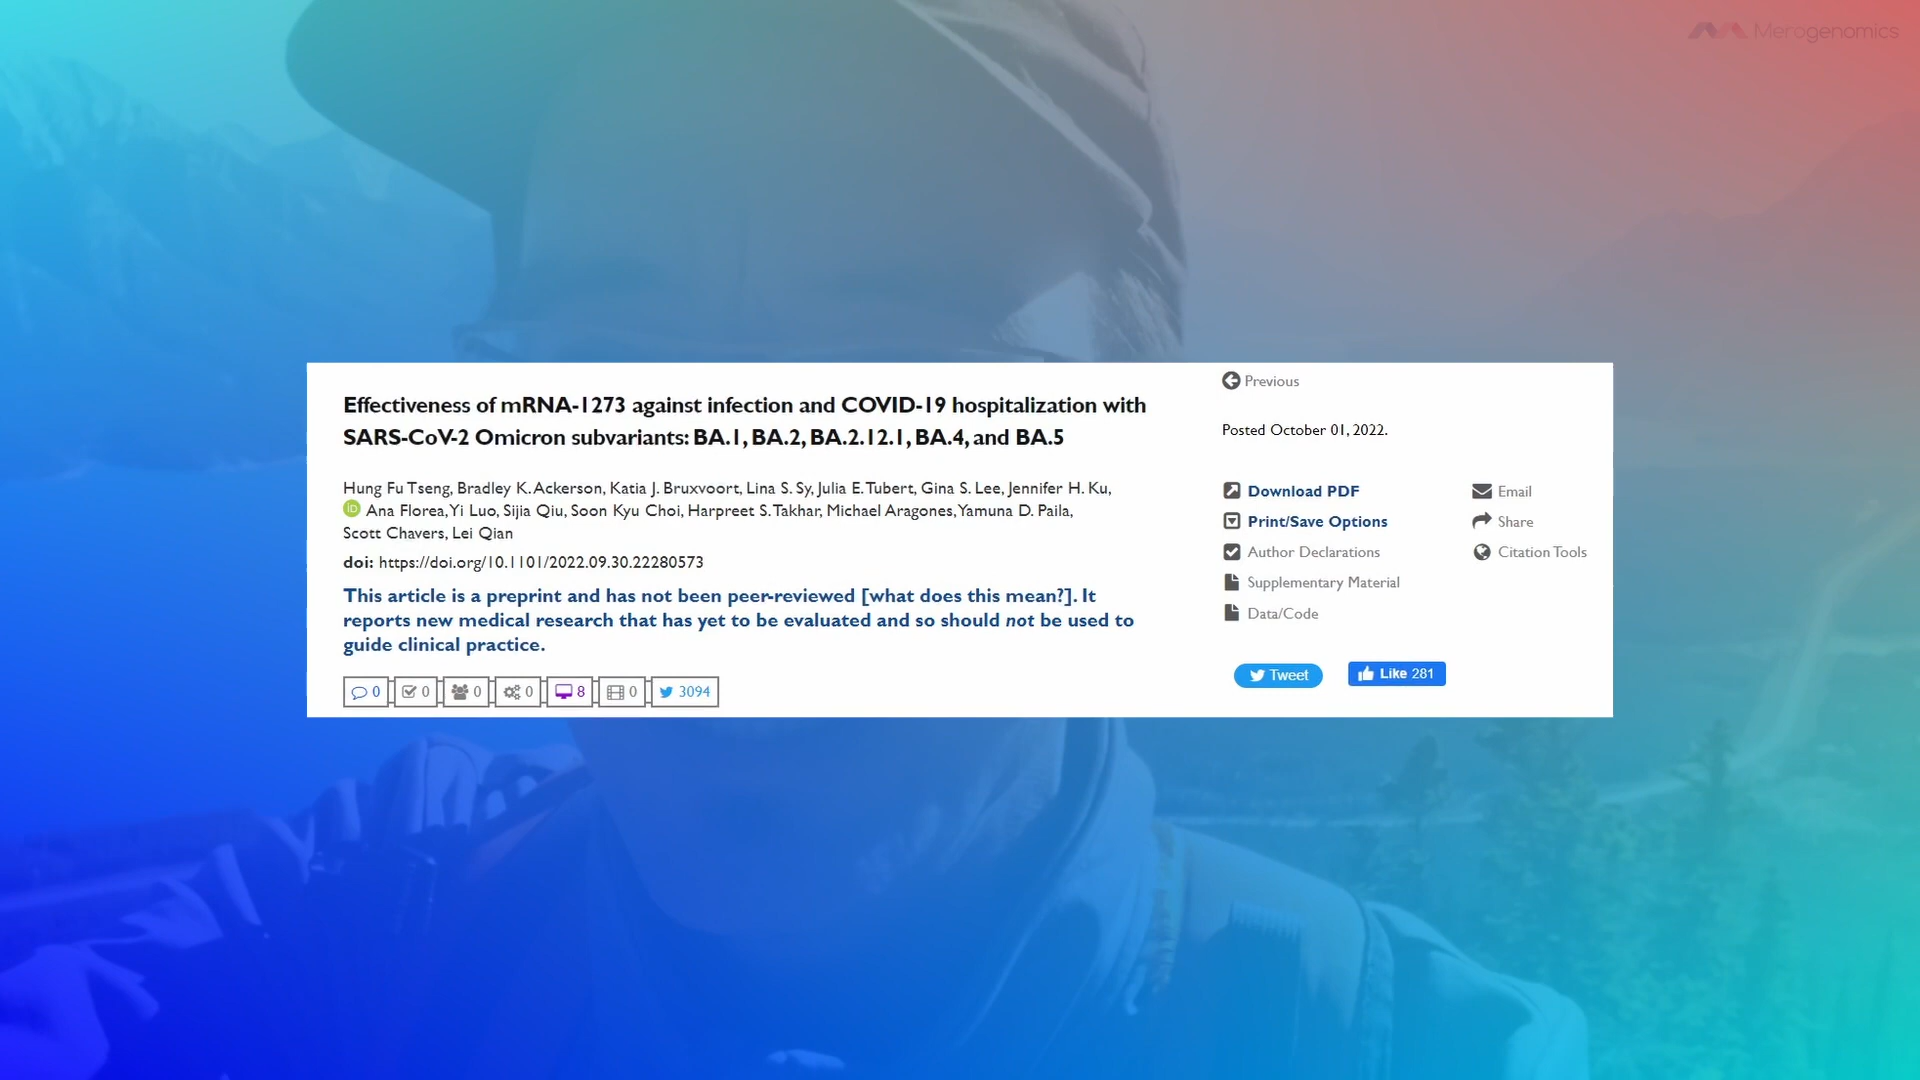 Merogenomics
Effectiveness of mRNA-1273 against infection and COVID-19 hospitalization with
SARS-CoV-2 Omicron subvariants: BA.1, BA.2, BA.2.12.1, BA.4, and BA.5
Hung Fu Tseng, Bradley K. Ackerson, Katia J. Bruxvoort, Lina S. Sy, Julia E. Tubert, Gina S. Lee, Jennifer H. Ku,
iD Ana Florea, Yi Luo, Sijia Qiu, Soon Kyu Choi, Harpreet S. Takhar, Michael Aragones, Yamuna D. Paila,
Scott Chavers, Lei Qian
doi: https://doi.org/10.1101/2022.09.30.22280573
This article is a preprint and has not been peer-reviewed [what does this mean?]. It
reports new medical research that has yet to be evaluated and so should not be used to
guide clinical practice.
0 0 0 0 8 0 3094
Previous
Posted October 01, 2022.
Download PDF
Print/Save Options
Author Declarations
Supplementary Material
Data/Code
Email
Share
Citation Tools
Tweet
Like 281